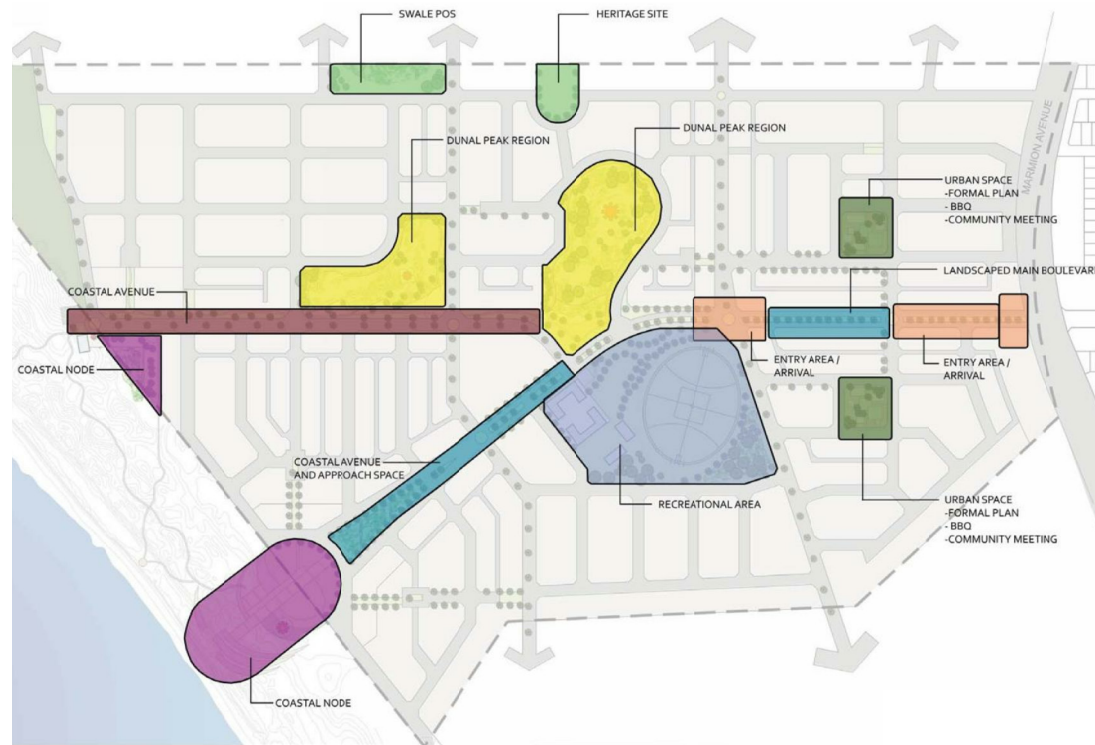 SWALE POS
HERITAGE SITE
DUNAL PEAK REGION
DUNAL PEAK REGION
MARMION AVENUE
URBAN SPACE
-FORMAL PLAN
- BBQ
-COMMUNITY MEETING
LANDSCAPED MAIN BOULEVARD
COASTAL AVENUE
COASTAL NODE
ENTRY AREA /
ARRIVAL
ENTRY AREA /
ARRIVAL
COASTAL AVENUE
AND APPROACH SPACE
RECREATIONAL AREA
URBAN SPACE
-FORMAL PLAN
- BBQ
-COMMUNITY MEETING
COASTAL NODE